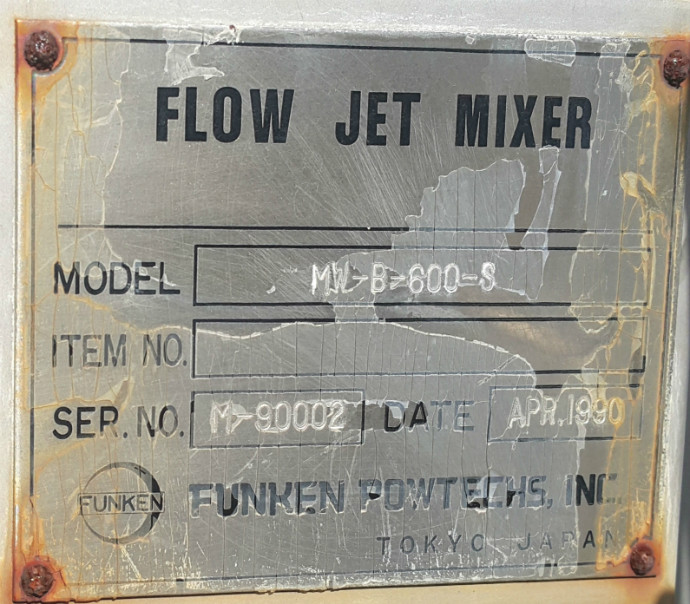 FLOW JET MIXER
MODEL MW-B-600-S
ITEM NO.
SER. NO. M-90002 DATE APR.1990
FUNKEN FUNKEN POWTECHS, INC.
TOKYO JAPAN